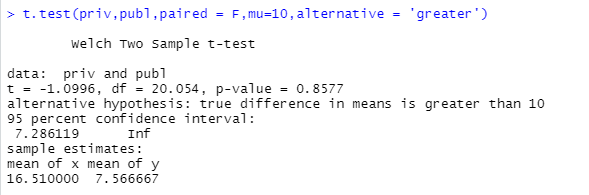 > t.test(priv,publ,paired = F,mu=10,alternative = 'greater')
Welch Two Sample t-test
data:  priv and publ
t = -1.0996, df = 20.054, p-value = 0.8577
alternative hypothesis: true difference in means is greater than 10
95 percent confidence interval:
7.286119      Inf
sample estimates:
mean of x mean of y
16.510000  7.566667